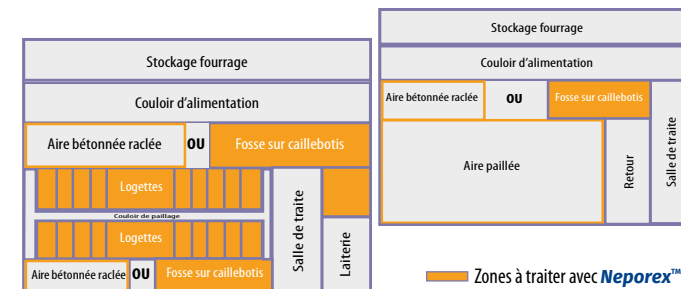 Stockage fourrage
Couloir d'alimentation
Aire bétonnée raclée OU Fosse sur caillebotis
Logettes
Couloir de paillage
Logettes
Aire bétonnée raclée OU Fosse sur caillebotis
Salle de traite
Laiterie
Stockage fourrage
Couloir d'alimentation
Aire bétonnée raclée OU Fosse sur caillebotis
Aire paillée
Retour
Salle de traite
Zones à traiter avec Neporex™